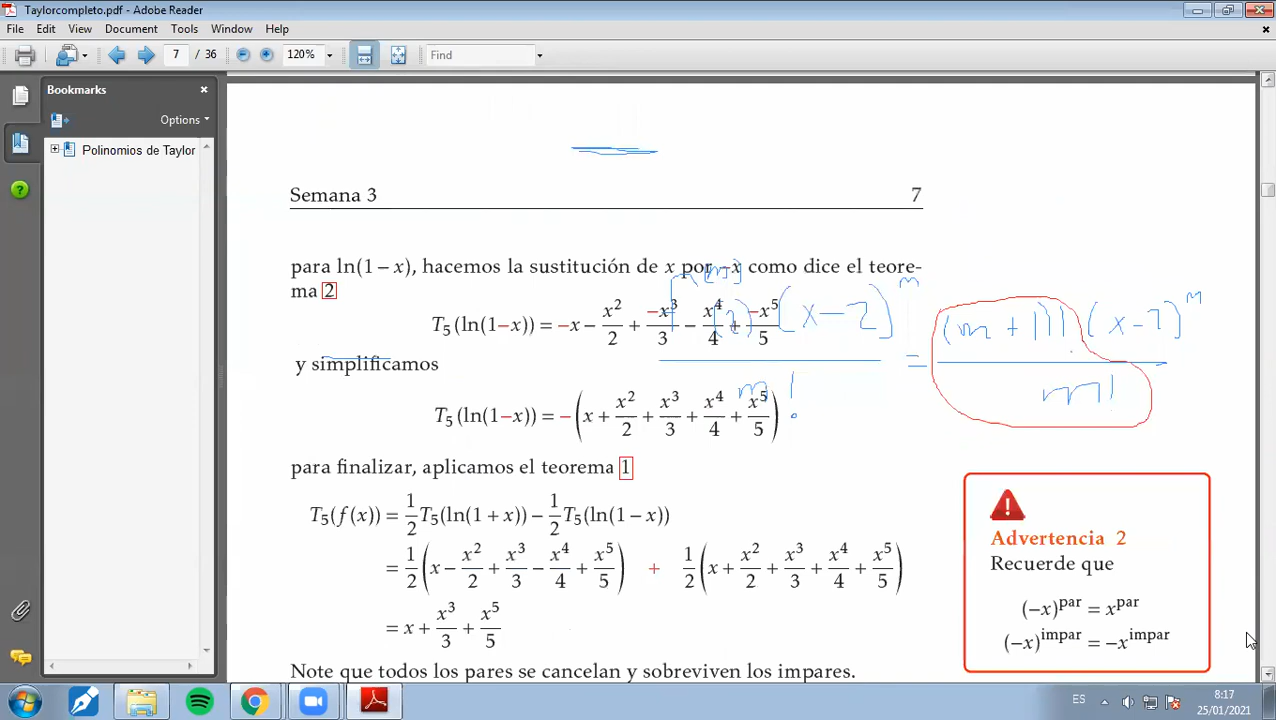 Taylorcompleto.pdf - Adobe Reader
File Edit View Document Tools Window Help
7 / 36 120% Find
Bookmarks
Options
Polinomios de Taylor
Semana 3 7
para ln(1 − x), hacemos la sustitución de x por −x como dice el teore-
ma 2
T₅(ln(1−x)) = −x − x²/2 + −x³/3 − x⁴/4 + −x⁵/5
(2) (x−2)^m / m! = (m+1)! (x−2)^m / m!
y simplificamos
T₅(ln(1−x)) = −(x + x²/2 + x³/3 + x⁴/4 + x⁵/5)
para finalizar, aplicamos el teorema 1
T₅(f(x)) = 1/2 T₅(ln(1+x)) − 1/2 T₅(ln(1−x))
= 1/2 (x − x²/2 + x³/3 − x⁴/4 + x⁵/5) + 1/2 (x + x²/2 + x³/3 + x⁴/4 + x⁵/5)
= x + x³/3 + x⁵/5
Note que todos los pares se cancelan y sobreviven los impares.
Advertencia 2
Recuerde que
(−x)^par = x^par
(−x)^impar = −x^impar
ES
8:17
25/01/2021